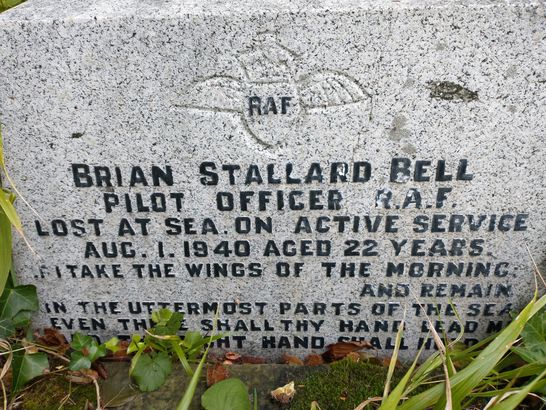 RAF
BRIAN STALLARD BELL
PILOT OFFICER R.A.F.
LOST AT SEA. ON ACTIVE SERVICE
AUG. 1. 1940 AGED 22 YEARS.
I TAKE THE WINGS OF THE MORNING:
AND REMAIN
IN THE UTTERMOST PARTS OF THE SEA
EVEN THERE SHALL THY HAND LEAD
HAND SHALL